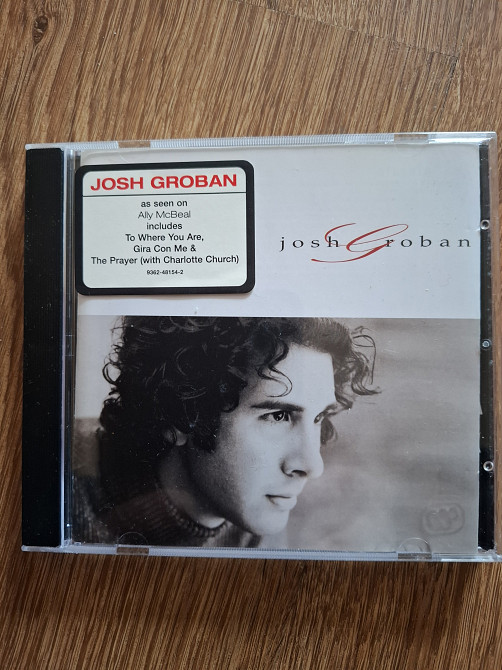 JOSH GROBAN
as seen on
Ally McBeal
includes
To Where You Are,
Gira Con Me &
The Prayer (with Charlotte Church)
9362-48154-2
josh Groban